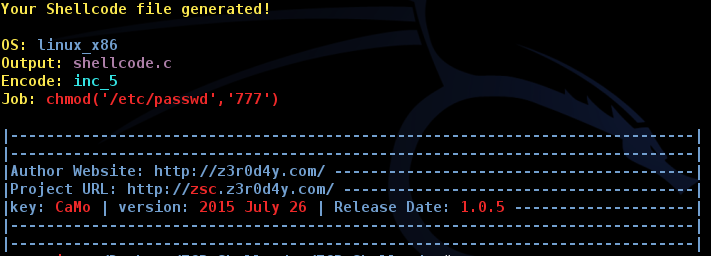 Your Shellcode file generated!
OS: linux_x86
Output: shellcode.c
Encode: inc_5
Job: chmod('/etc/passwd','777')
|----------------------------------------------------------------------------|
|----------------------------------------------------------------------------|
|Author Website: http://z3r0d4y.com/ ----------------------------------------|
|Project URL: http://zsc.z3r0d4y.com/ ---------------------------------------|
|key: CaMo | version: 2015 July 26 | Release Date: 1.0.5 --------------------|
|----------------------------------------------------------------------------|
|----------------------------------------------------------------------------|